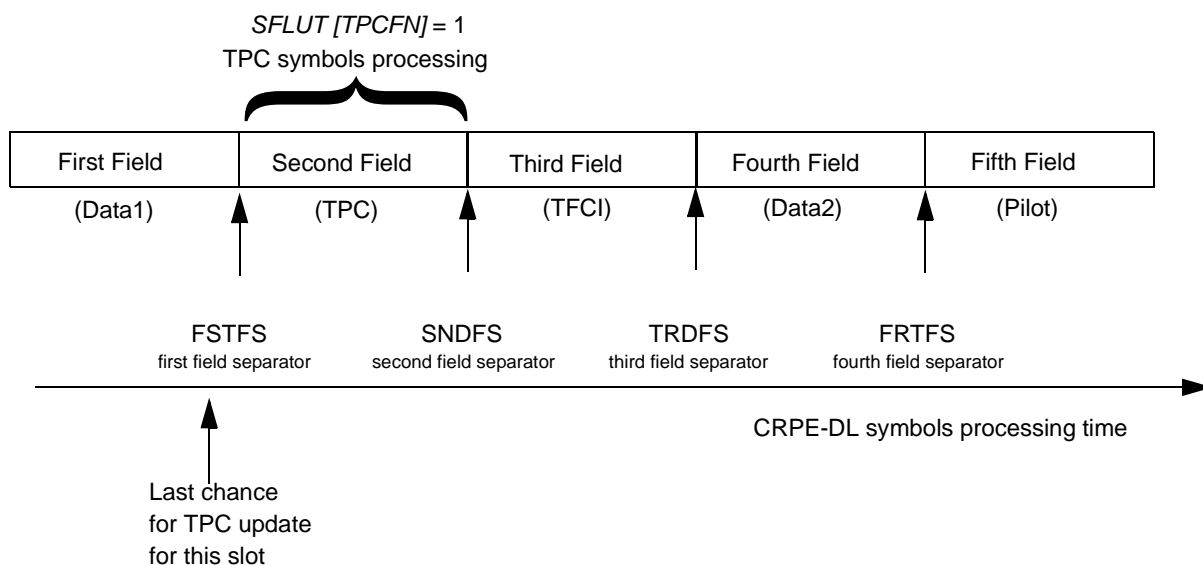 SFLUT [TPCFN] = 1
TPC symbols processing
First Field
Second Field
Third Field
Fourth Field
Fifth Field
(Data1)
(TPC)
(TFCI)
(Data2)
(Pilot)
FSTFS
first field separator
SNDFS
second field separator
TRDFS
third field separator
FRTFS
fourth field separator
CRPE-DL symbols processing time
Last chance
for TPC update
for this slot